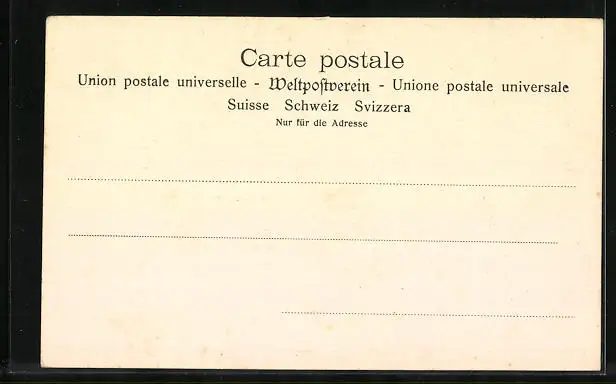 Carte postale
Union postale universelle - Weltpostverein - Unione postale universale
Suisse Schweiz Svizzera
Nur für die Adresse